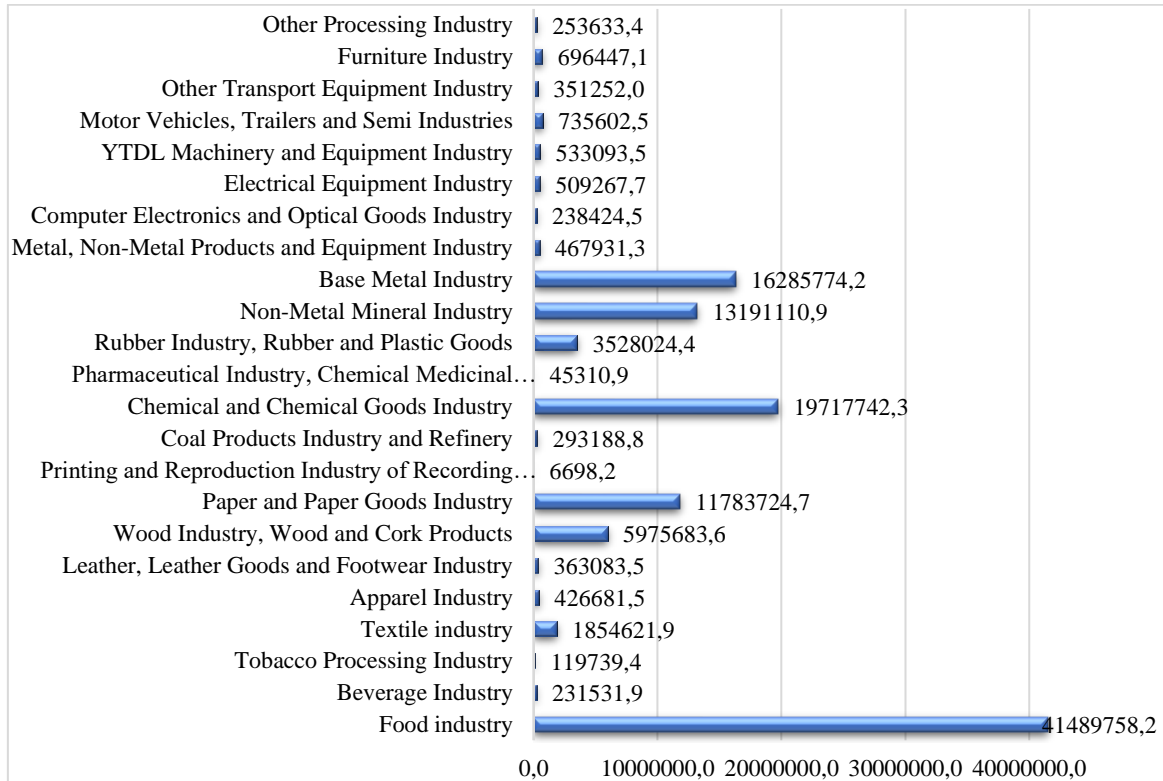 Other Processing Industry 253633,4
Furniture Industry 696447,1
Other Transport Equipment Industry 351252,0
Motor Vehicles, Trailers and Semi Industries 735602,5
YTDL Machinery and Equipment Industry 533093,5
Electrical Equipment Industry 509267,7
Computer Electronics and Optical Goods Industry 238424,5
Metal, Non-Metal Products and Equipment Industry 467931,3
Base Metal Industry 16285774,2
Non-Metal Mineral Industry 13191110,9
Rubber Industry, Rubber and Plastic Goods 3528024,4
Pharmaceutical Industry, Chemical Medicinal… 45310,9
Chemical and Chemical Goods Industry 19717742,3
Coal Products Industry and Refinery 293188,8
Printing and Reproduction Industry of Recording… 6698,2
Paper and Paper Goods Industry 11783724,7
Wood Industry, Wood and Cork Products 5975683,6
Leather, Leather Goods and Footwear Industry 363083,5
Apparel Industry 426681,5
Textile industry 1854621,9
Tobacco Processing Industry 119739,4
Beverage Industry 231531,9
Food industry 41489758,2
0,0 10000000,0 20000000,0 30000000,0 40000000,0